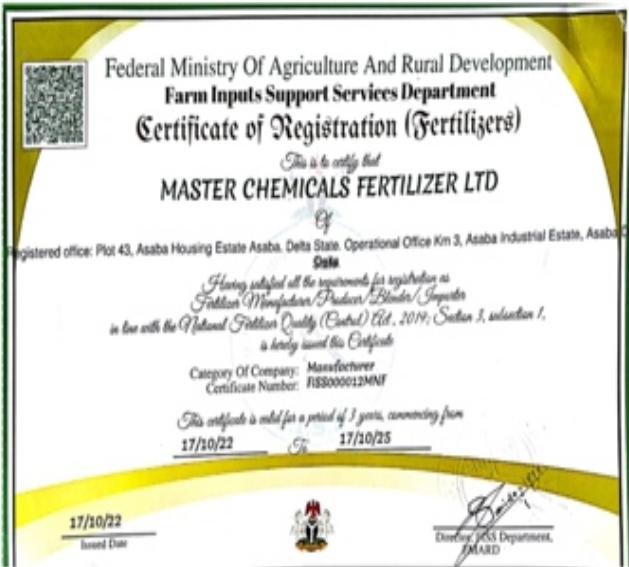 Federal Ministry Of Agriculture And Rural Development
Farm Inputs Support Services Department
Certificate of Registration (Fertilizers)
This is to certify that
MASTER CHEMICALS FERTILIZER LTD
Of
Registered office: Plot 43, Asaba Housing Estate Asaba, Delta State. Operational Office Km 3, Asaba Industrial Estate, Asaba
Having satisfied all the requirements for registration as
Fertilizer Manufacturer/Producer/Blender/Importer
in line with the National Fertilizer Quality (Control) Act, 2019; Section 3, subsection 1,
is hereby issued this Certificate
Category Of Company: Manufacturer
Certificate Number: FISS000012MNF
This certificate is valid for a period of 3 years, commencing from
17/10/22 To 17/10/25
17/10/22
Issued Date
Director, FISS Department,
FMARD